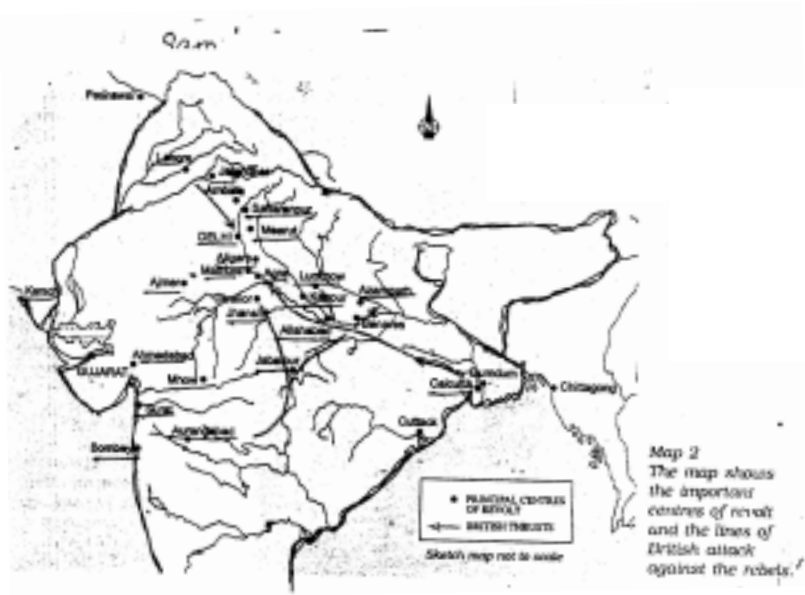 Peshawar
Lahore
Jalandhar
Ambala
Saharanpur
DELHI
Meerut
Aligarh
Mathura
Agra
Lucknow
Ajmer
Kanpur
Azamgarh
Gwalior
Jhansi
Allahabad
Benaras
Karachi
Ahmedabad
GUJARAT
Jabalpur
Mhow
Dumdum
Calcutta
Chittagong
Surat
Aurangabad
Bombay
Cuttack
PRINCIPAL CENTRES
OF REVOLT
BRITISH THRUSTS
Sketch map not to scale
Map 2
The map shows
the important
centres of revolt
and the lines of
British attack
against the rebels.